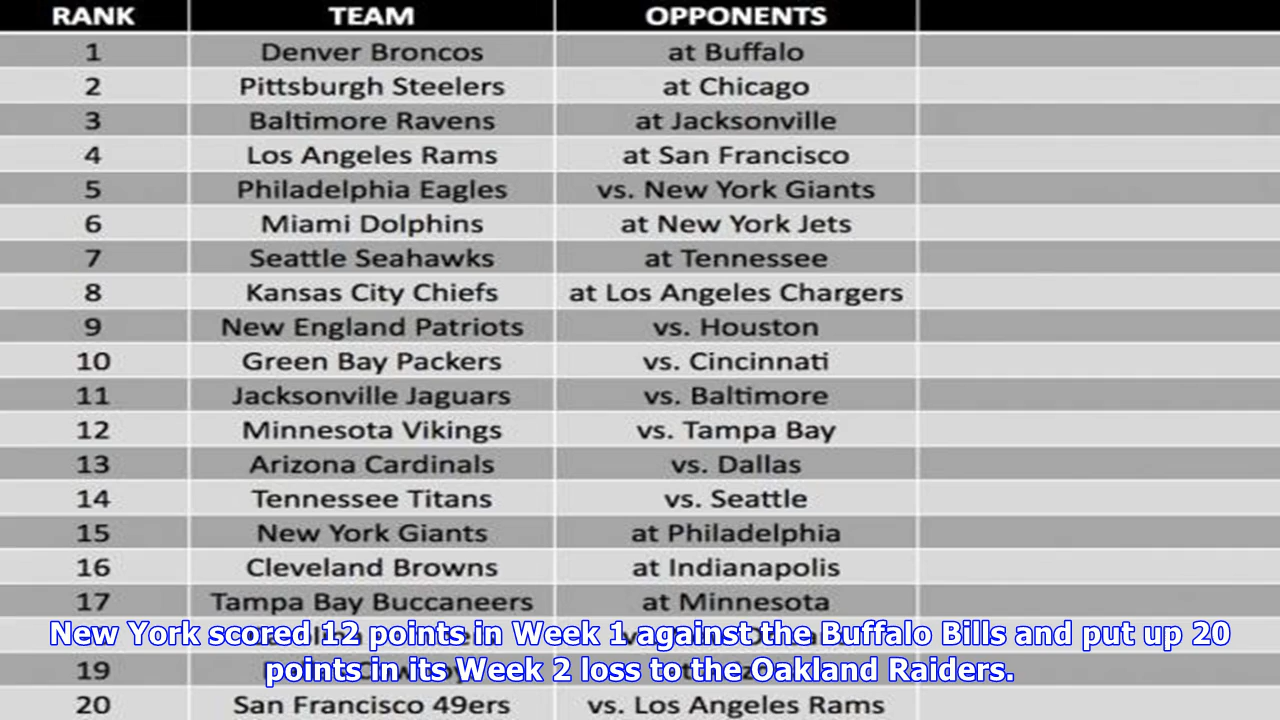 RANK TEAM OPPONENTS
1 Denver Broncos at Buffalo
2 Pittsburgh Steelers at Chicago
3 Baltimore Ravens at Jacksonville
4 Los Angeles Rams at San Francisco
5 Philadelphia Eagles vs. New York Giants
6 Miami Dolphins at New York Jets
7 Seattle Seahawks at Tennessee
8 Kansas City Chiefs at Los Angeles Chargers
9 New England Patriots vs. Houston
10 Green Bay Packers vs. Cincinnati
11 Jacksonville Jaguars vs. Baltimore
12 Minnesota Vikings vs. Tampa Bay
13 Arizona Cardinals vs. Dallas
14 Tennessee Titans vs. Seattle
15 New York Giants at Philadelphia
16 Cleveland Browns at Indianapolis
17 Tampa Bay Buccaneers at Minnesota
New York scored 12 points in Week 1 against the Buffalo Bills and put up 20
19
points in its Week 2 loss to the Oakland Raiders.
20 San Francisco 49ers vs. Los Angeles Rams